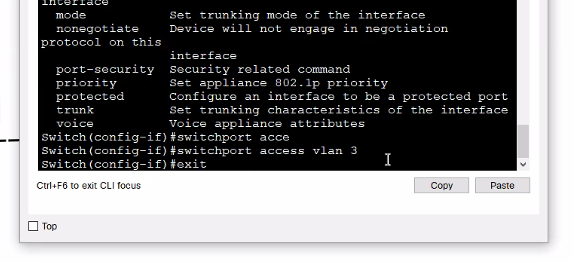 interface
mode Set trunking mode of the interface
nonegotiate Device will not engage in negotiation
protocol on this
interface
port-security Security related command
priority Set appliance 802.1p priority
protected Configure an interface to be a protected port
trunk Set trunking characteristics of the interface
voice Voice appliance attributes
Switch(config-if)#switchport acce
Switch(config-if)#switchport access vlan 3
Switch(config-if)#exit
Ctrl+F6 to exit CLI focus
Copy
Paste
Top